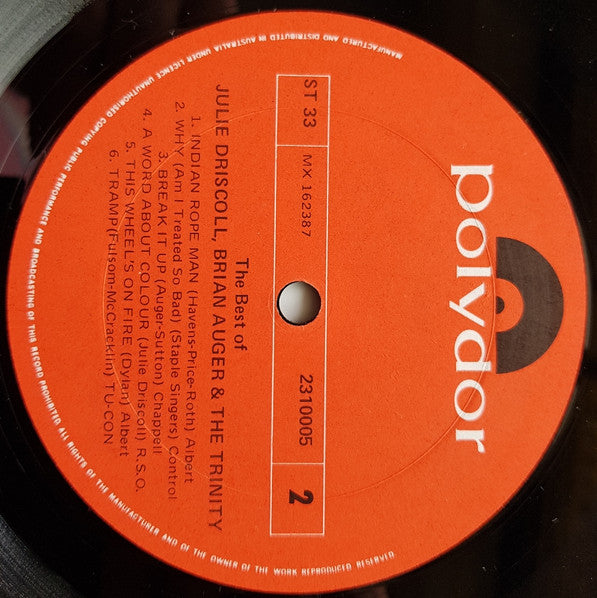 polydor
ST 33
MX 162387
2310005
2
The Best of
JULIE DRISCOLL, BRIAN AUGER & THE TRINITY
1. INDIAN ROPE MAN (Havens-Price-Roth) Albert
2. WHY (Am I Treated So Bad) (Staple Singers) Control
3. BREAK IT UP (Auger-Sutton) Chappell
4. A WORD ABOUT COLOUR (Julie Driscoll) R.S.O.
5. THIS WHEEL'S ON FIRE (Dylan) Albert
6. TRAMP(Fulsom-McCracklin) TU-CON
MANUFACTURED AND DISTRIBUTED IN AUSTRALIA UNDER LICENCE UNAUTHORISED COPYING PUBLIC PERFORMANCE AND BROADCASTING OF THIS RECORD PROHIBITED ALL RIGHTS OF THE MANUFACTURER AND OF THE OWNER OF THE WORK REPRODUCED RESERVED